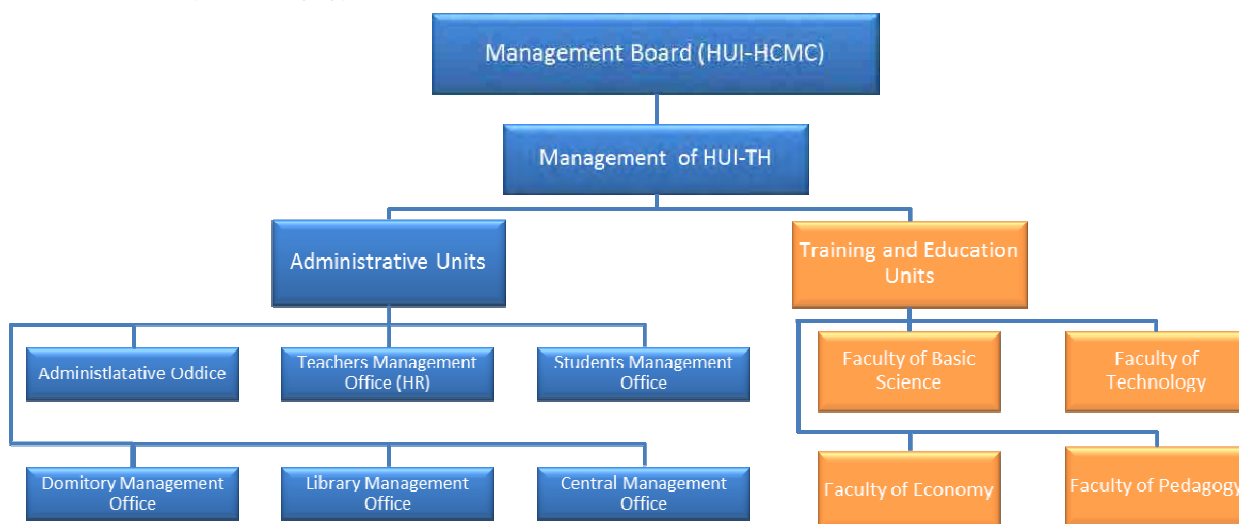 Management Board (HUI-HCMC)
Management of HUI-TH
Administrative Units
Training and Education
Units
Administlatative Oddice
Teachers Management
Office (HR)
Students Management
Office
Faculty of Basic
Science
Faculty of
Technology
Domitory Management
Office
Library Management
Office
Central Management
Office
Faculty of Economy
Faculty of Pedagogy